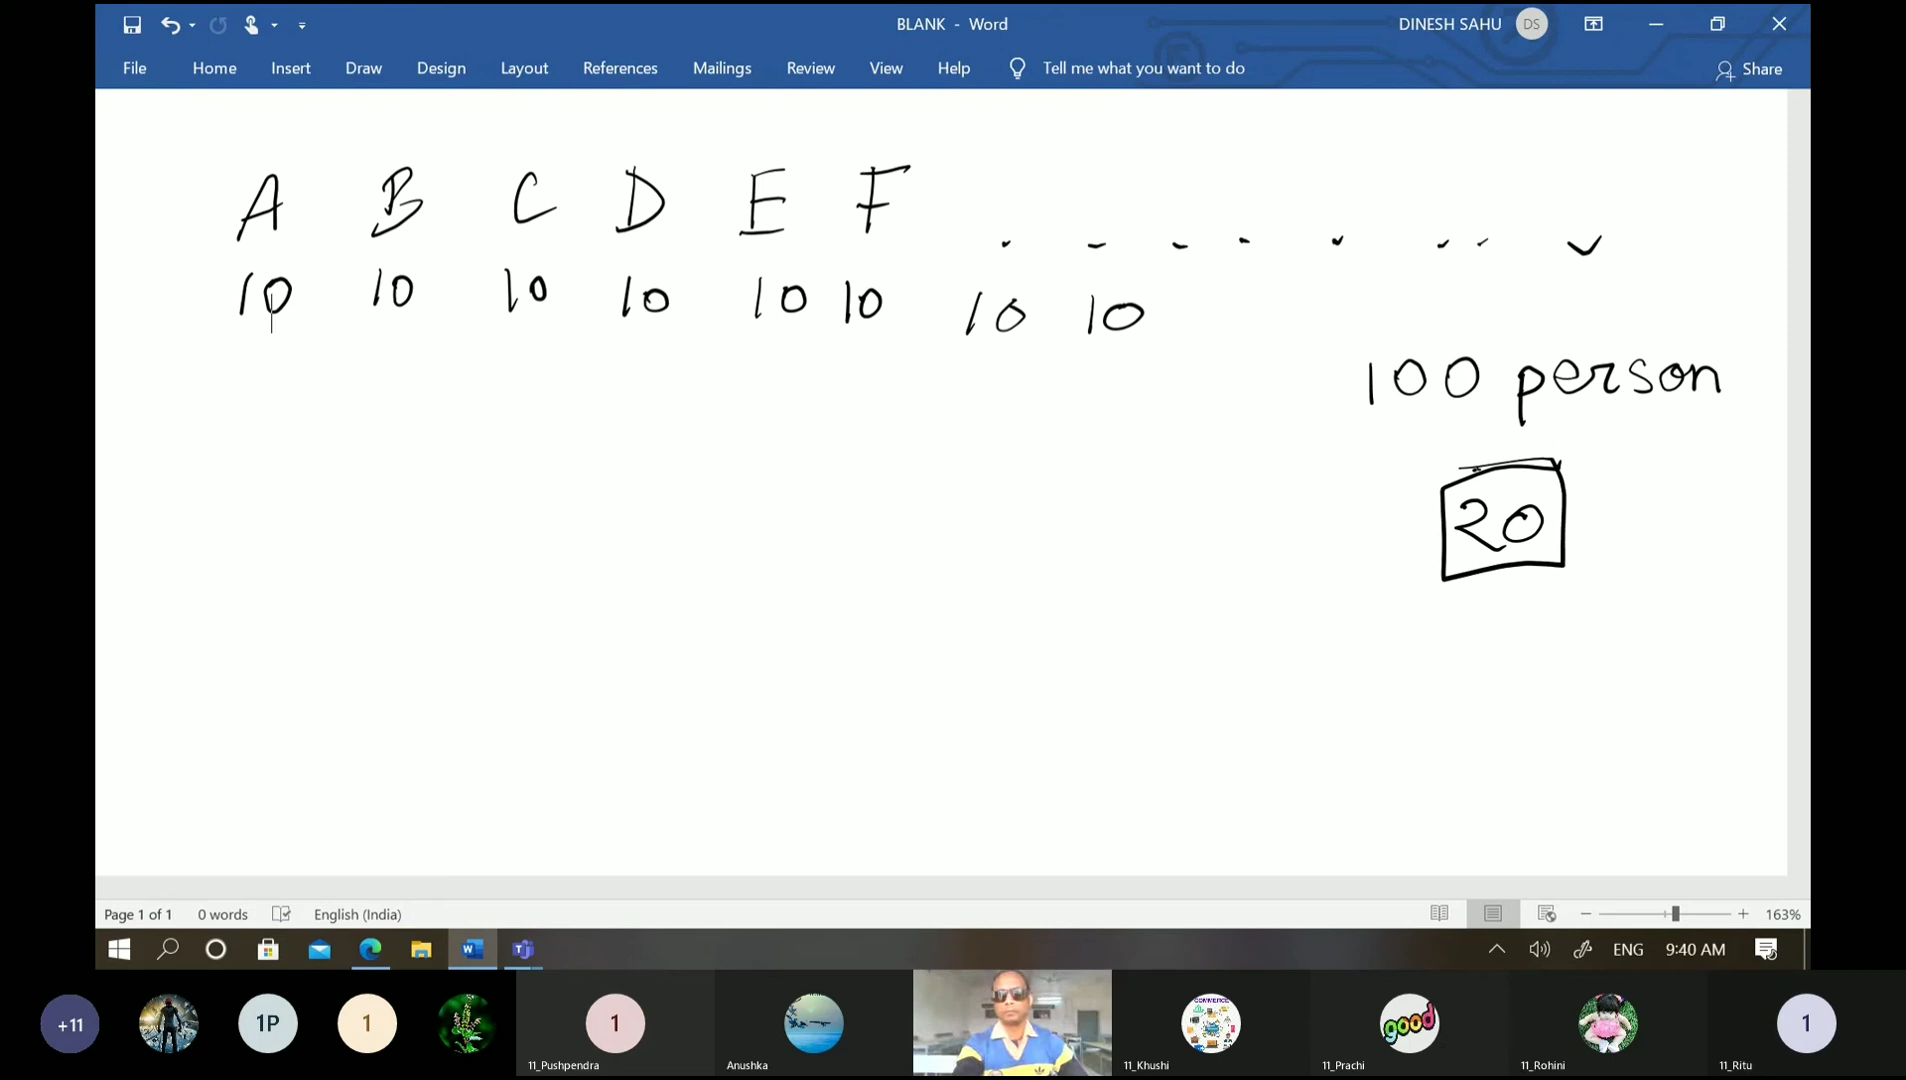 BLANK - Word
DINESH SAHU DS
File Home Insert Draw Design Layout References Mailings Review View Help Tell me what you want to do Share
A B C D E F
10 10 10 10 10 10 10 10
100 person
20
Page 1 of 1 0 words English (India) 163%
ENG 9:40 AM
+11 1P 1 1 COMMERCE good 1
11_Pushpendra Anushka 11_Khushi 11_Prachi 11_Rohini 11_Ritu